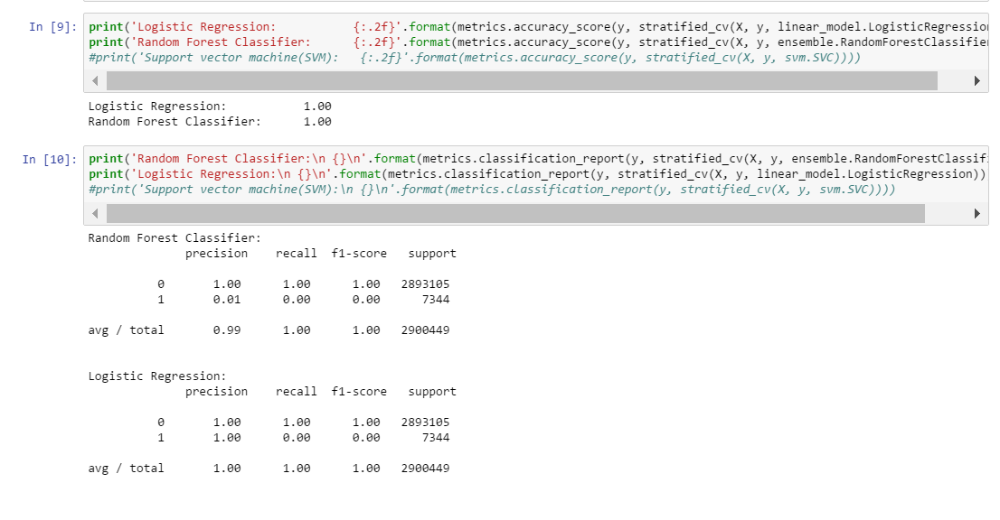 In [9]: print('Logistic Regression:           {:.2f}'.format(metrics.accuracy_score(y, stratified_cv(X, y, linear_model.LogisticRegression
print('Random Forest Classifier:      {:.2f}'.format(metrics.accuracy_score(y, stratified_cv(X, y, ensemble.RandomForestClassifie
#print('Support vector machine(SVM):   {:.2f}'.format(metrics.accuracy_score(y, stratified_cv(X, y, svm.SVC))))
Logistic Regression:           1.00
Random Forest Classifier:      1.00
In [10]: print('Random Forest Classifier:\n {}\n'.format(metrics.classification_report(y, stratified_cv(X, y, ensemble.RandomForestClassif
print('Logistic Regression:\n {}\n'.format(metrics.classification_report(y, stratified_cv(X, y, linear_model.LogisticRegression))
#print('Support vector machine(SVM):\n {}\n'.format(metrics.classification_report(y, stratified_cv(X, y, svm.SVC))))
Random Forest Classifier:
              precision    recall  f1-score   support
          0       1.00      1.00      1.00   2893105
          1       0.01      0.00      0.00      7344
avg / total       0.99      1.00      1.00   2900449
Logistic Regression:
              precision    recall  f1-score   support
          0       1.00      1.00      1.00   2893105
          1       1.00      0.00      0.00      7344
avg / total       1.00      1.00      1.00   2900449